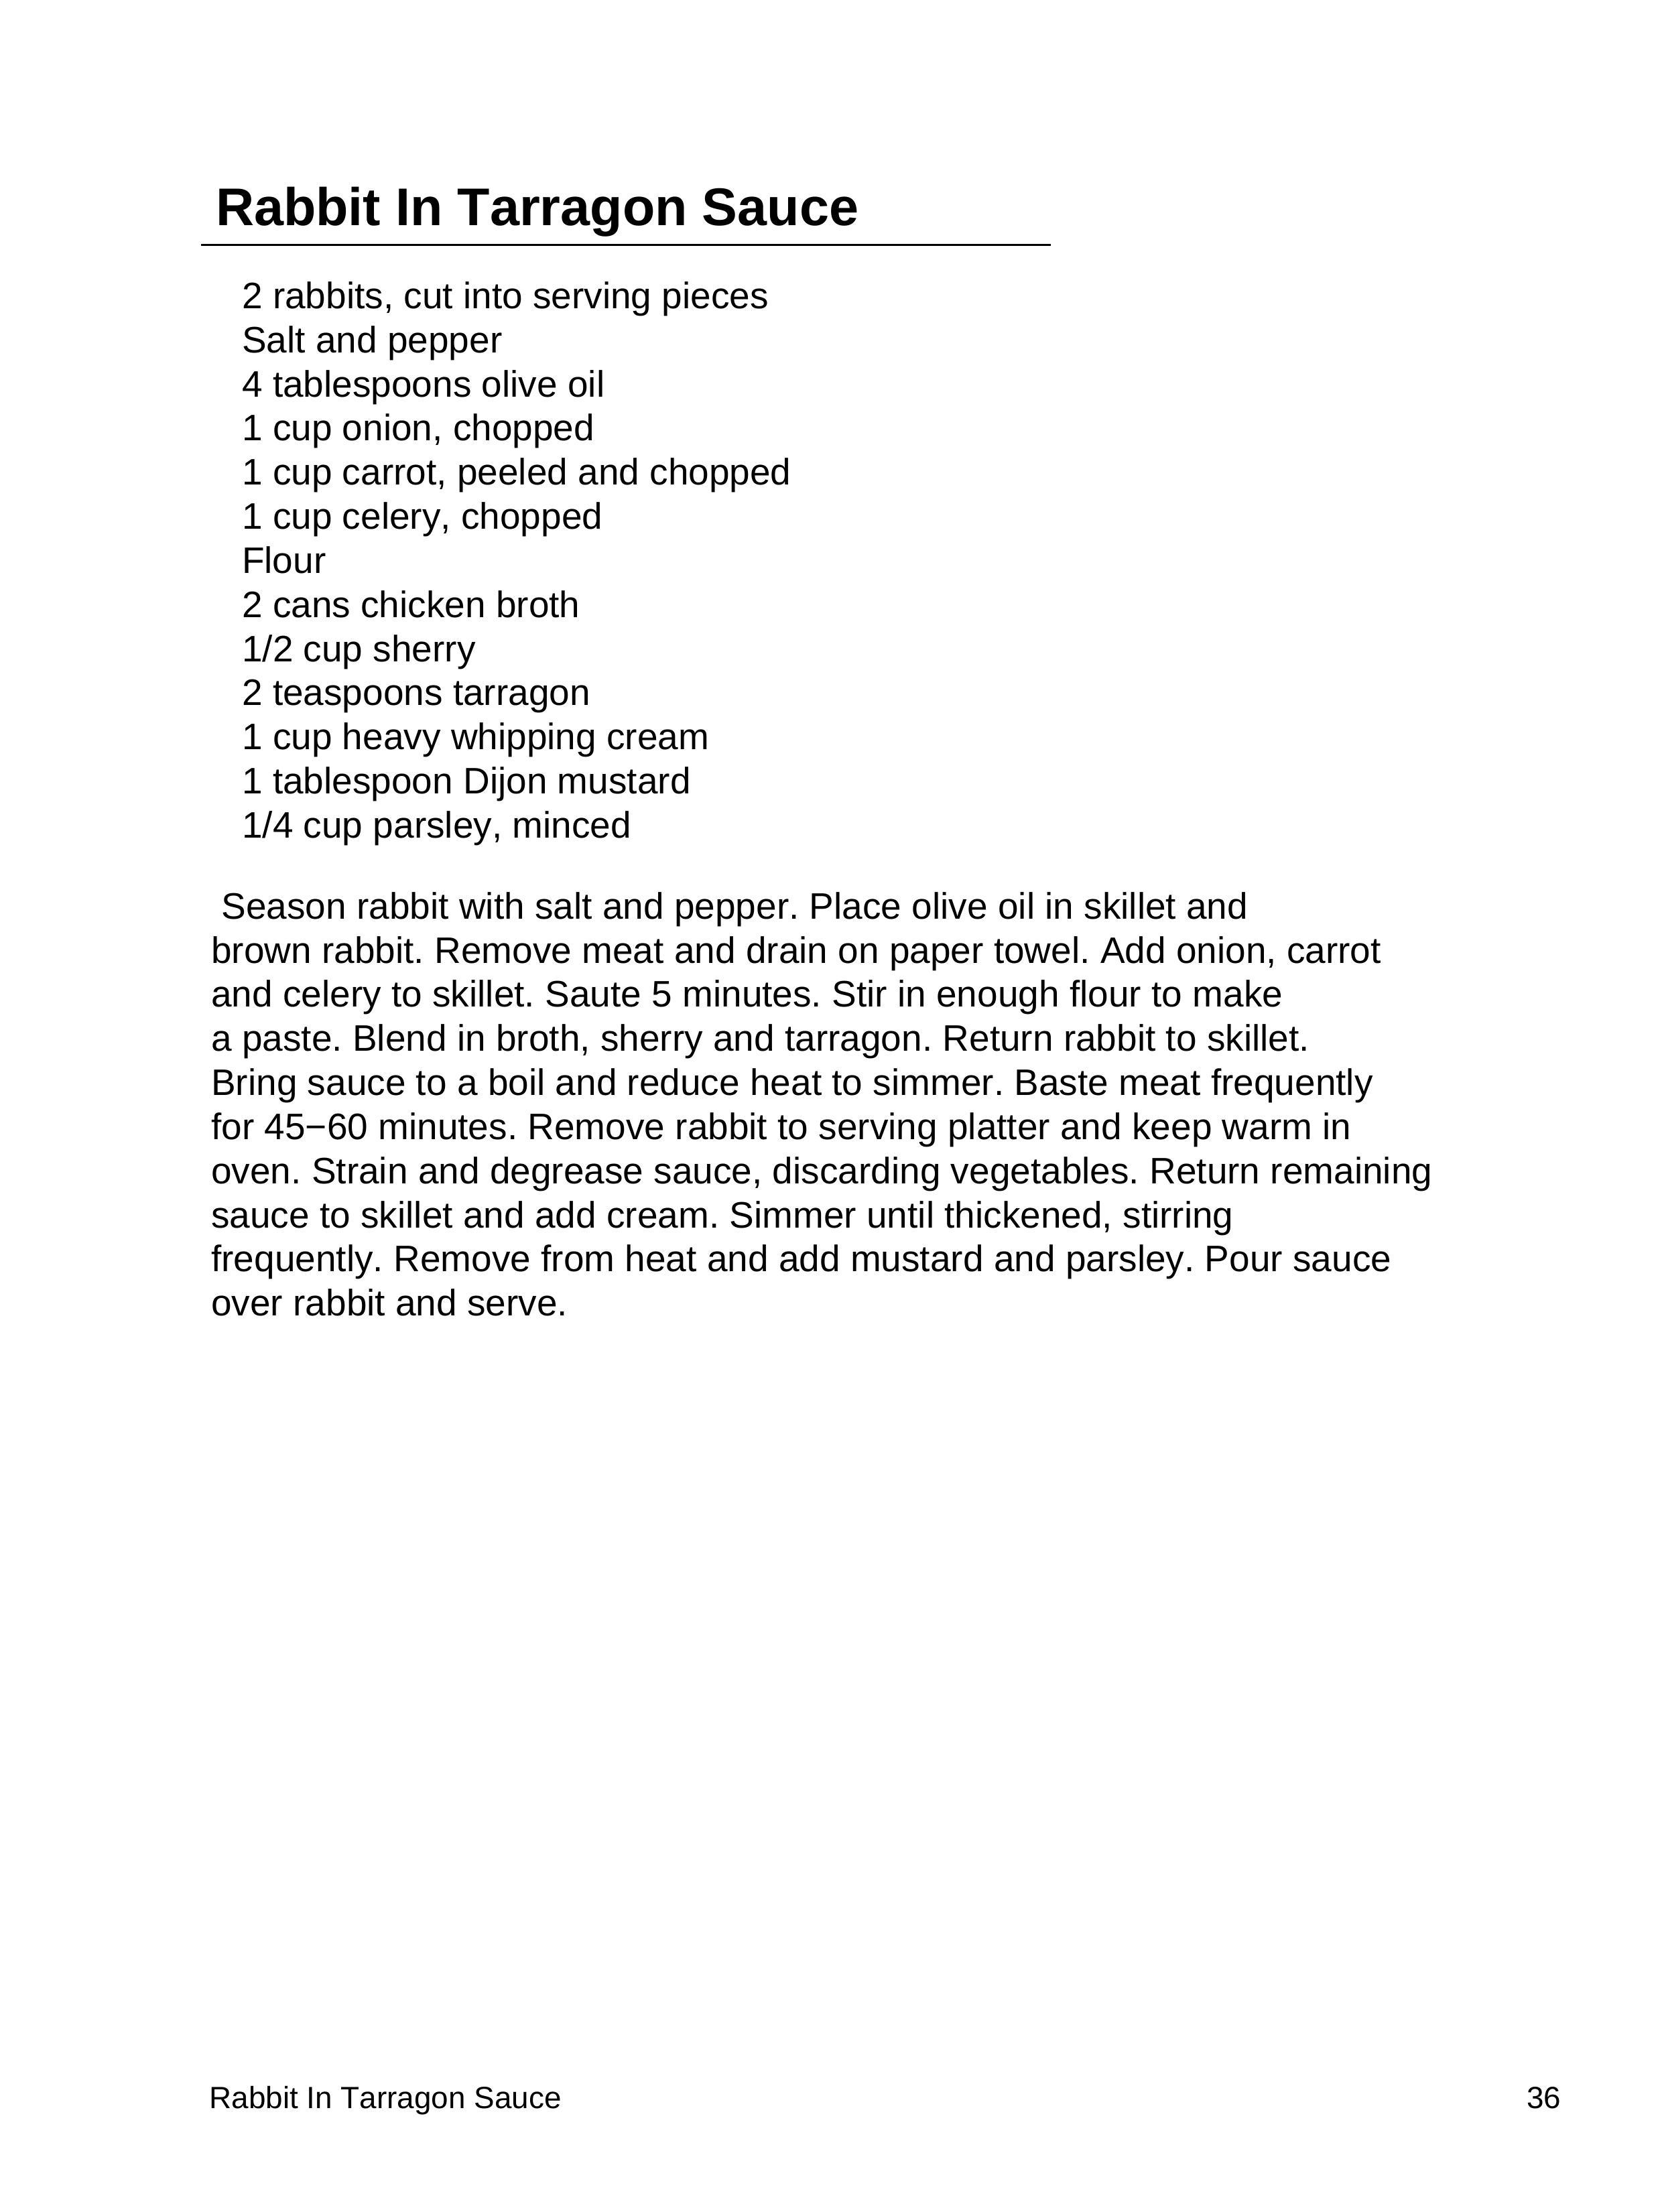 Rabbit In Tarragon Sauce
2 rabbits, cut into serving pieces
Salt and pepper
4 tablespoons olive oil
1 cup onion, chopped
1 cup carrot, peeled and chopped
1 cup celery, chopped
Flour
2 cans chicken broth
1/2 cup sherry
2 teaspoons tarragon
1 cup heavy whipping cream
1 tablespoon Dijon mustard
1/4 cup parsley, minced
Season rabbit with salt and pepper. Place olive oil in skillet and
brown rabbit. Remove meat and drain on paper towel. Add onion, carrot
and celery to skillet. Saute 5 minutes. Stir in enough flour to make
a paste. Blend in broth, sherry and tarragon. Return rabbit to skillet.
Bring sauce to a boil and reduce heat to simmer. Baste meat frequently
for 45−60 minutes. Remove rabbit to serving platter and keep warm in
oven. Strain and degrease sauce, discarding vegetables. Return remaining
sauce to skillet and add cream. Simmer until thickened, stirring
frequently. Remove from heat and add mustard and parsley. Pour sauce
over rabbit and serve.
Rabbit In Tarragon Sauce 36